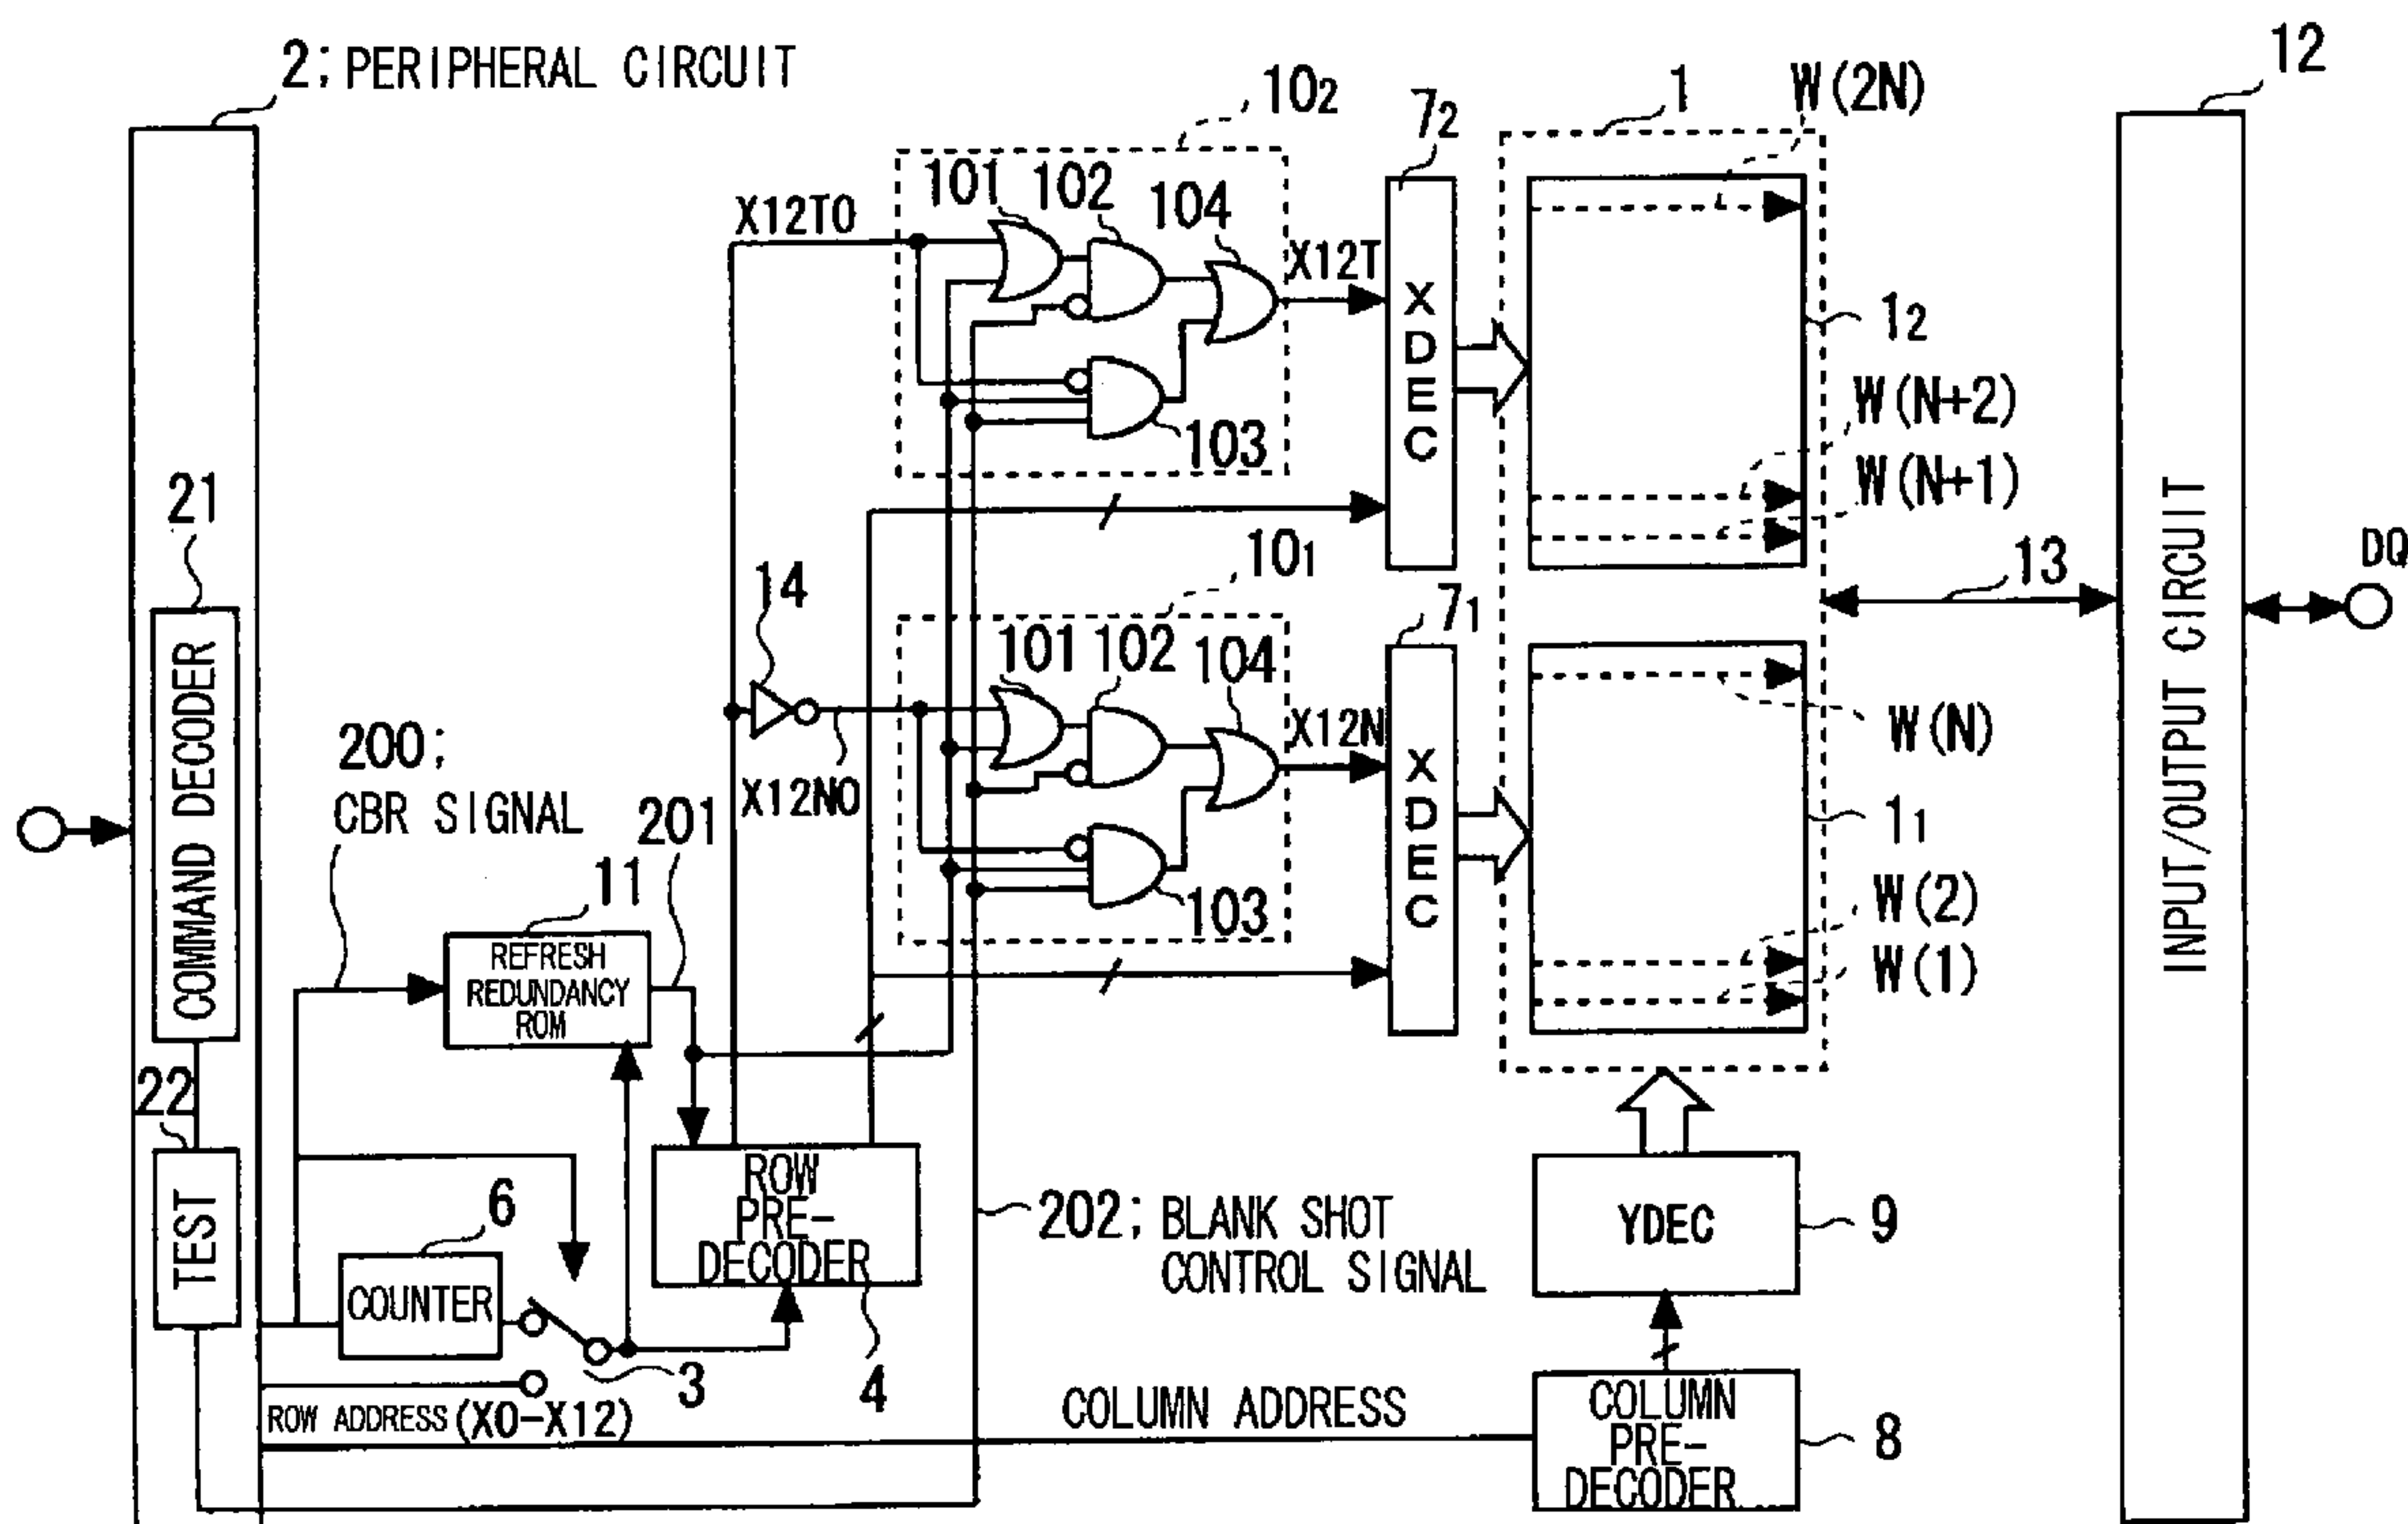 2; PERIPHERAL CIRCUIT
10₂
7₂
1
W(2N)
12
101
102
104
X12T0
X12T
XDEC
1₂
W(N+2)
W(N+1)
103
21
COMMAND DECODER
10₁
14
7₁
13
DQ
INPUT/OUTPUT CIRCUIT
101
102
104
X12N
XDEC
W(N)
200;
CBR SIGNAL
201
X12N0
1₁
11
REFRESH
REDUNDANCY
ROM
103
W(2)
W(1)
22
TEST
6
COUNTER
ROW
PRE-
DECODER
202; BLANK SHOT
CONTROL SIGNAL
YDEC
9
3
4
ROW ADDRESS (X0-X12)
COLUMN ADDRESS
COLUMN
PRE-
DECODER
8